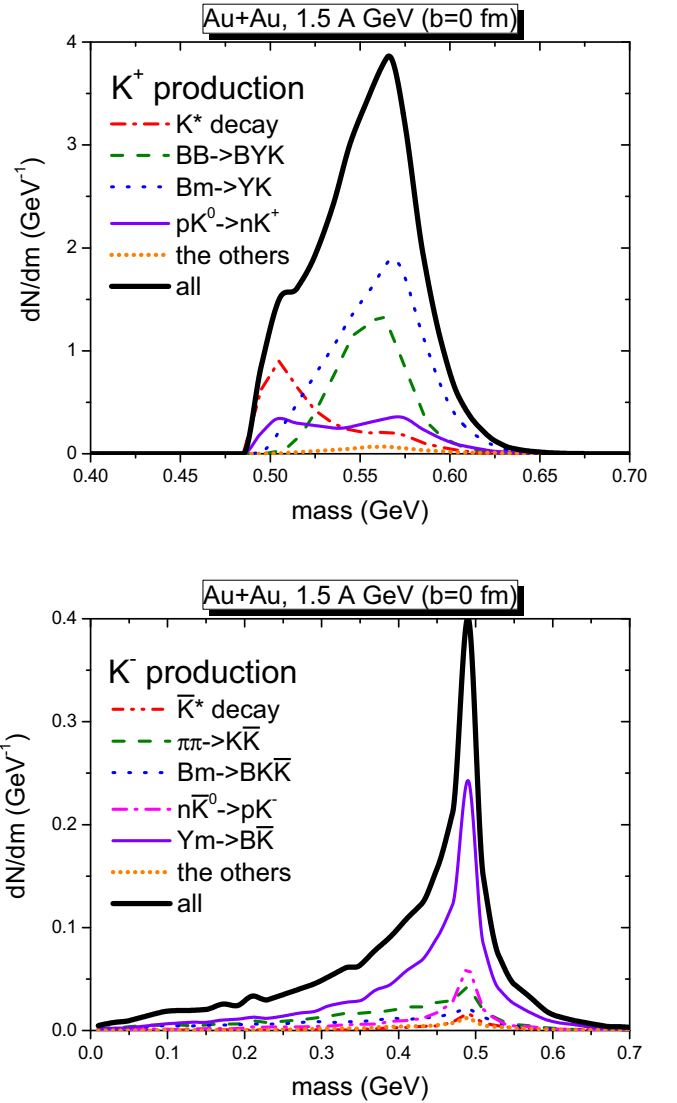 Au+Au, 1.5 A GeV (b=0 fm)
4
3
2
1
0
dN/dm (GeV⁻¹)
K⁺ production
K* decay
BB->BYK
Bm->YK
pK⁰->nK⁺
the others
all
0.40 0.45 0.50 0.55 0.60 0.65 0.70
mass (GeV)
Au+Au, 1.5 A GeV (b=0 fm)
0.4
0.3
0.2
0.1
0.0
dN/dm (GeV⁻¹)
K⁻ production
K̅* decay
ππ->KK̅
Bm->BKK̅
nK̅⁰->pK⁻
Ym->BK̅
the others
all
0.0 0.1 0.2 0.3 0.4 0.5 0.6 0.7
mass (GeV)